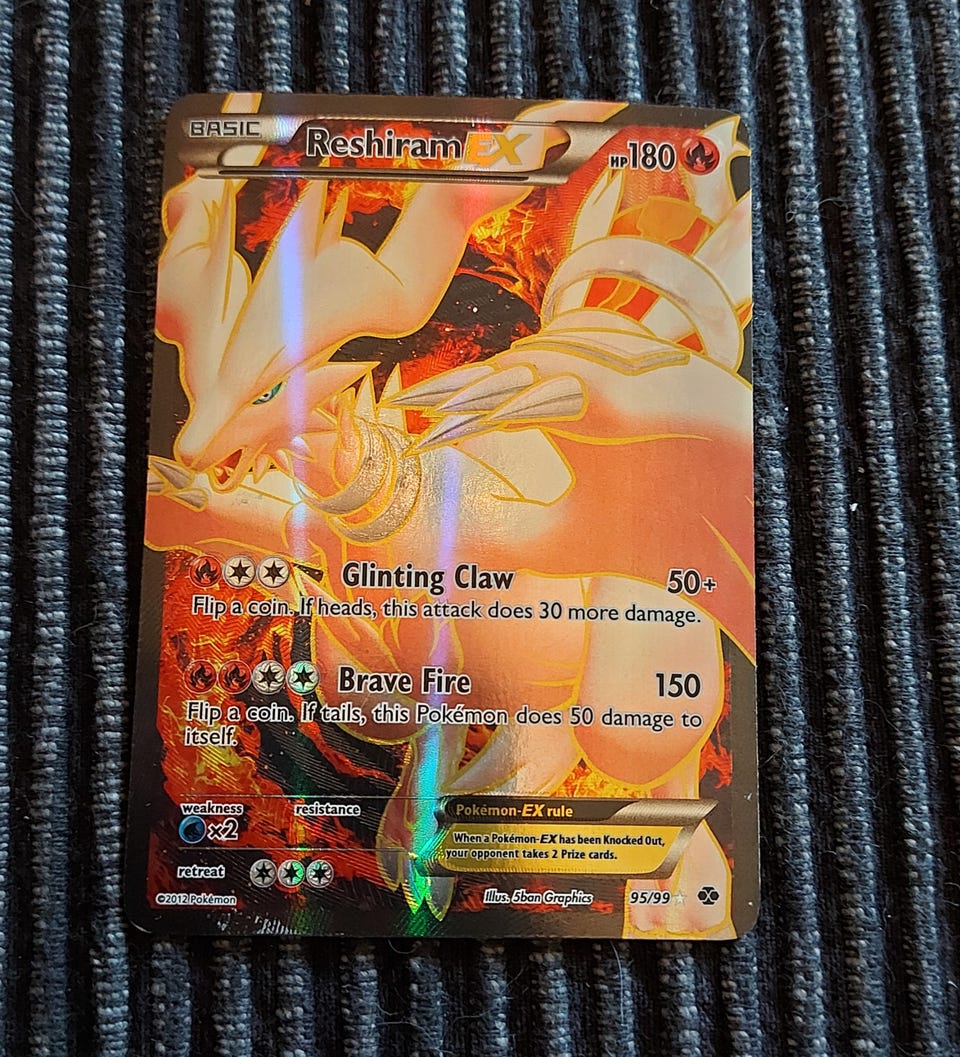 BASIC
Reshiram EX
HP180
Glinting Claw 50+
Flip a coin. If heads, this attack does 30 more damage.
Brave Fire 150
Flip a coin. If tails, this Pokémon does 50 damage to
itself.
weakness resistance
x2
Pokémon-EX rule
When a Pokémon-EX has been Knocked Out,
your opponent takes 2 Prize cards.
retreat
©2012 Pokémon
Illus. 5ban Graphics
95/99